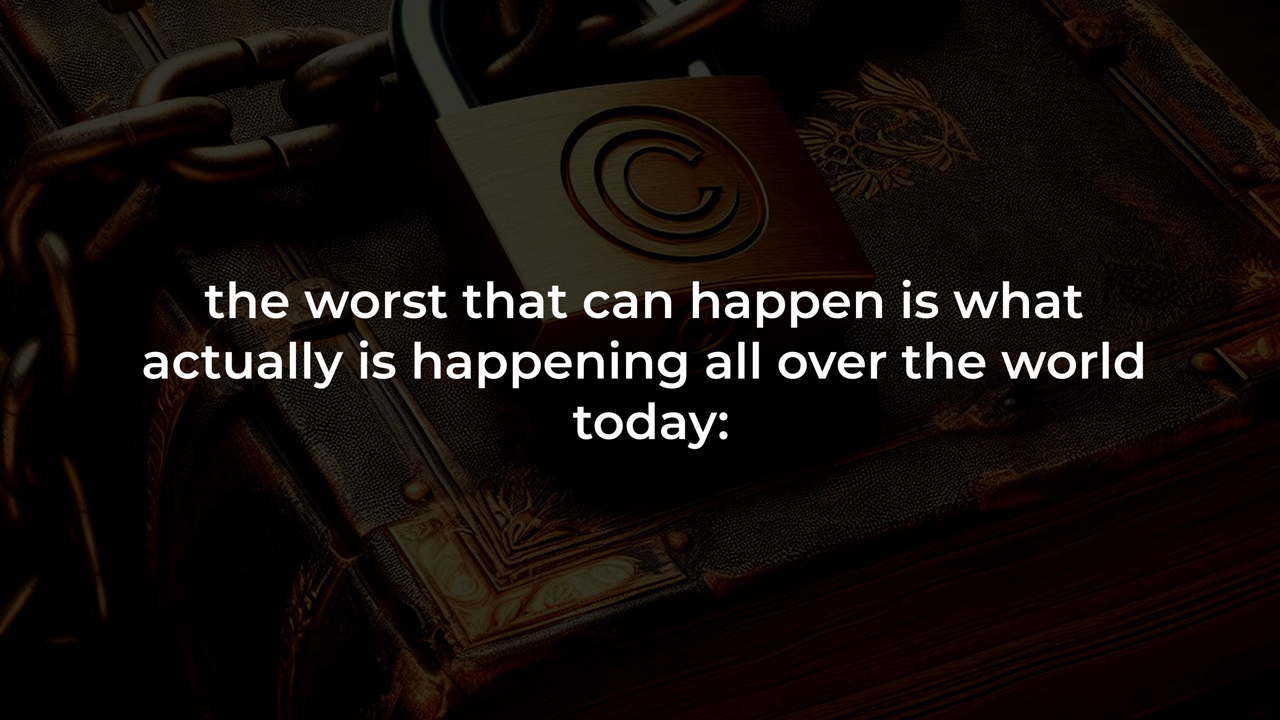 ©
the worst that can happen is what
actually is happening all over the world
today: